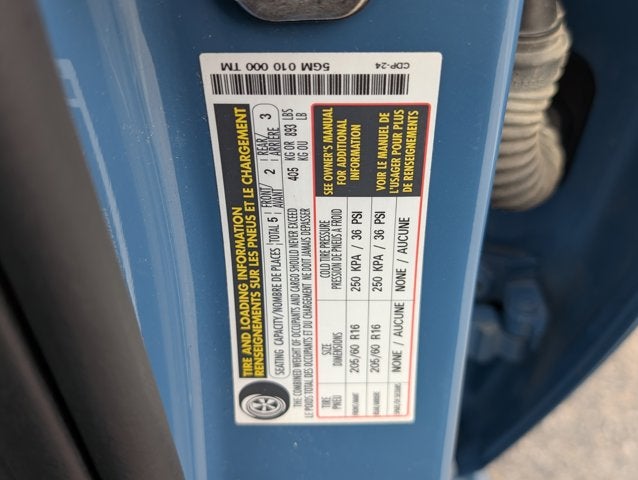 TIRE AND LOADING INFORMATION
RENSEIGNEMENTS SUR LES PNEUS ET LE CHARGEMENT
SEATING CAPACITY/NOMBRE DE PLACES TOTAL 5 FRONT/AVANT 2 REAR/ARRIÈRE 3
THE COMBINED WEIGHT OF OCCUPANTS AND CARGO SHOULD NEVER EXCEED 405 KG OR 893 LBS
LE POIDS TOTAL DES OCCUPANTS ET DU CHARGEMENT NE DOIT JAMAIS DEPASSER KG OU LB
TIRE SIZE COLD TIRE PRESSURE
PNEU DIMENSIONS PRESSION DE PNEUS A FROID
FRONT/AVANT 205/60 R16 250 KPA / 36 PSI
REAR/ARRIERE 205/60 R16 250 KPA / 36 PSI
SPARE/DE SECOURS NONE / AUCUNE NONE / AUCUNE
SEE OWNER'S MANUAL
FOR ADDITIONAL
INFORMATION
VOIR LE MANUEL DE
L'USAGER POUR PLUS
DE RENSEIGNEMENTS
5GM 010 000 TM
CDP-24